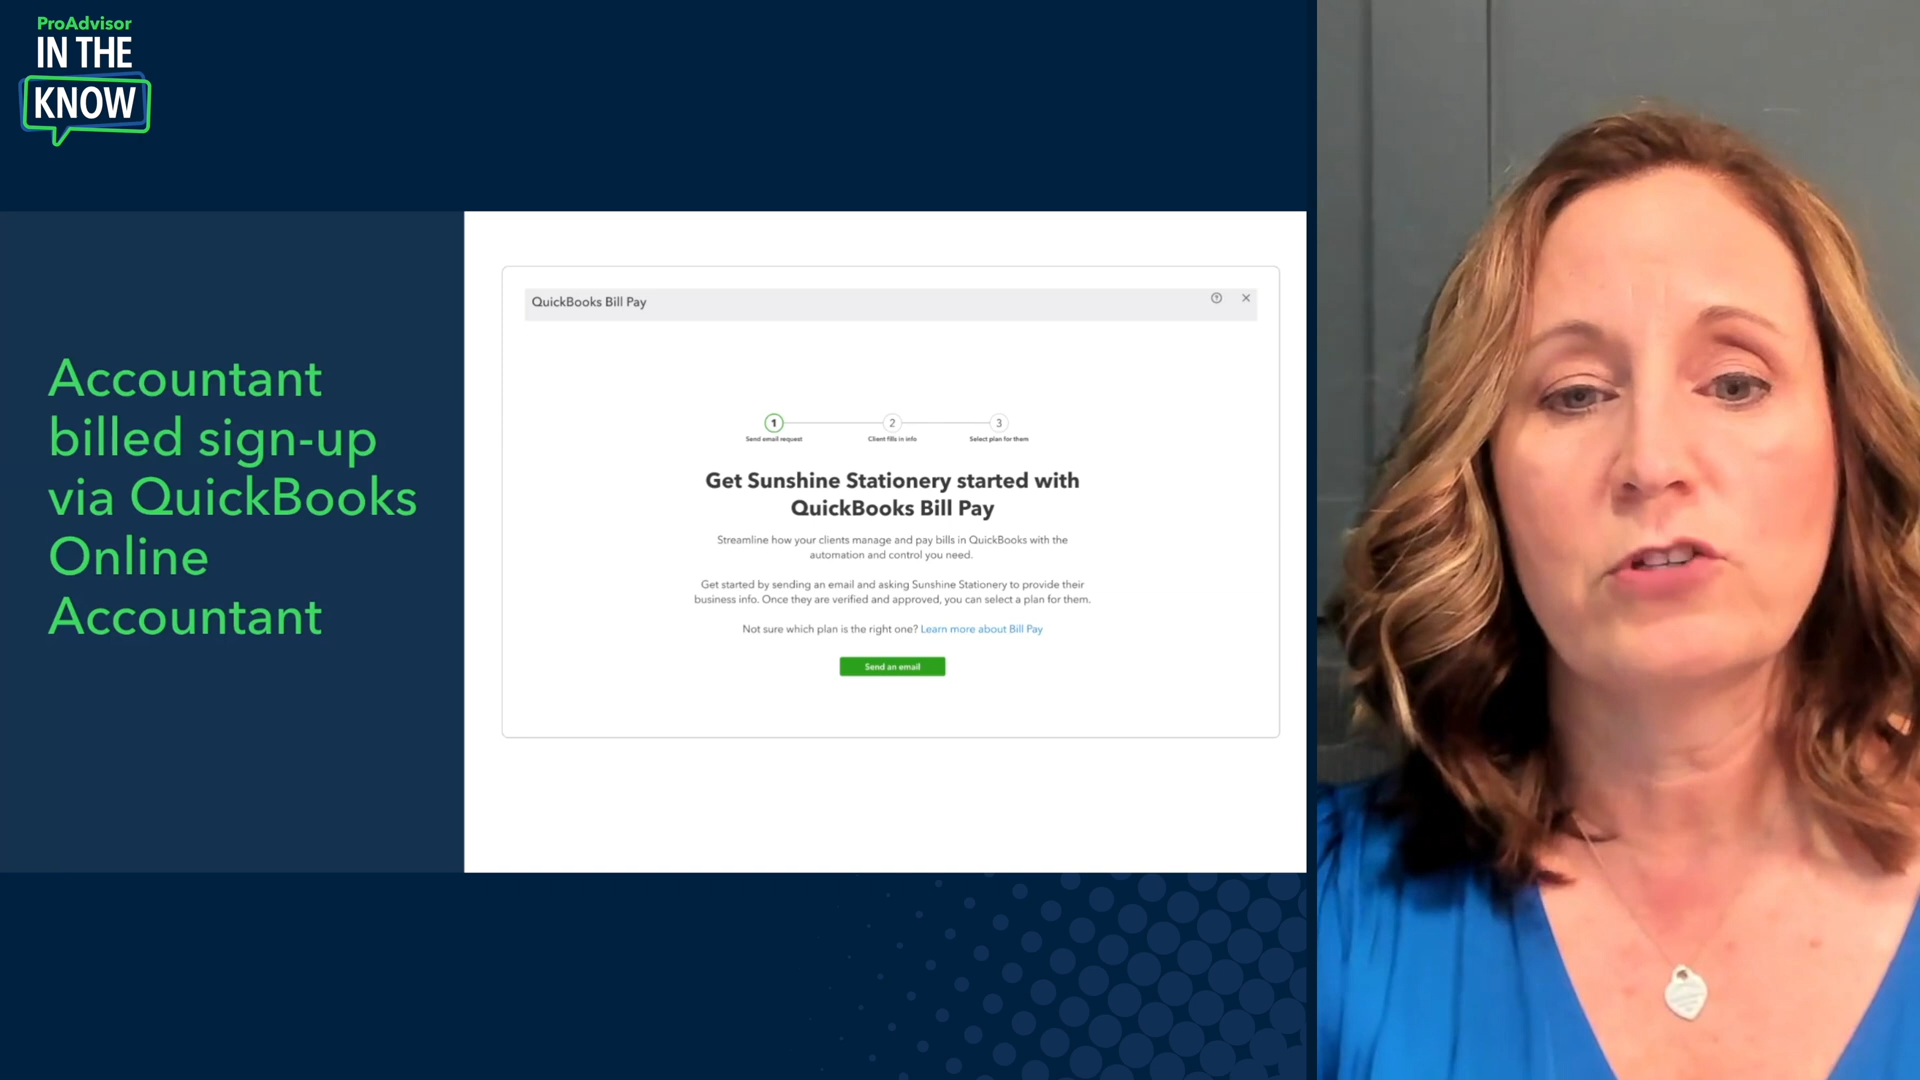 ProAdvisor
IN THE
KNOW
Accountant
billed sign-up
via QuickBooks
Online
Accountant
QuickBooks Bill Pay
1
2
3
Send email request
Client fills in info
Select plan for them
Get Sunshine Stationery started with
QuickBooks Bill Pay
Streamline how your clients manage and pay bills in QuickBooks with the
automation and control you need.
Get started by sending an email and asking Sunshine Stationery to provide their
business info. Once they are verified and approved, you can select a plan for them.
Not sure which plan is the right one? Learn more about Bill Pay
Send an email